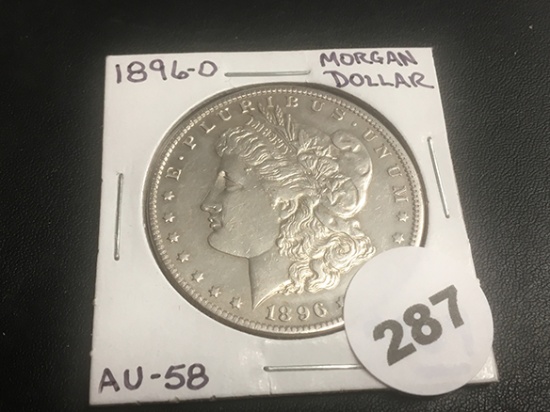 1896-O
MORGAN
DOLLAR
E·PLURIBUS·UNUM
1896
287
AU-58